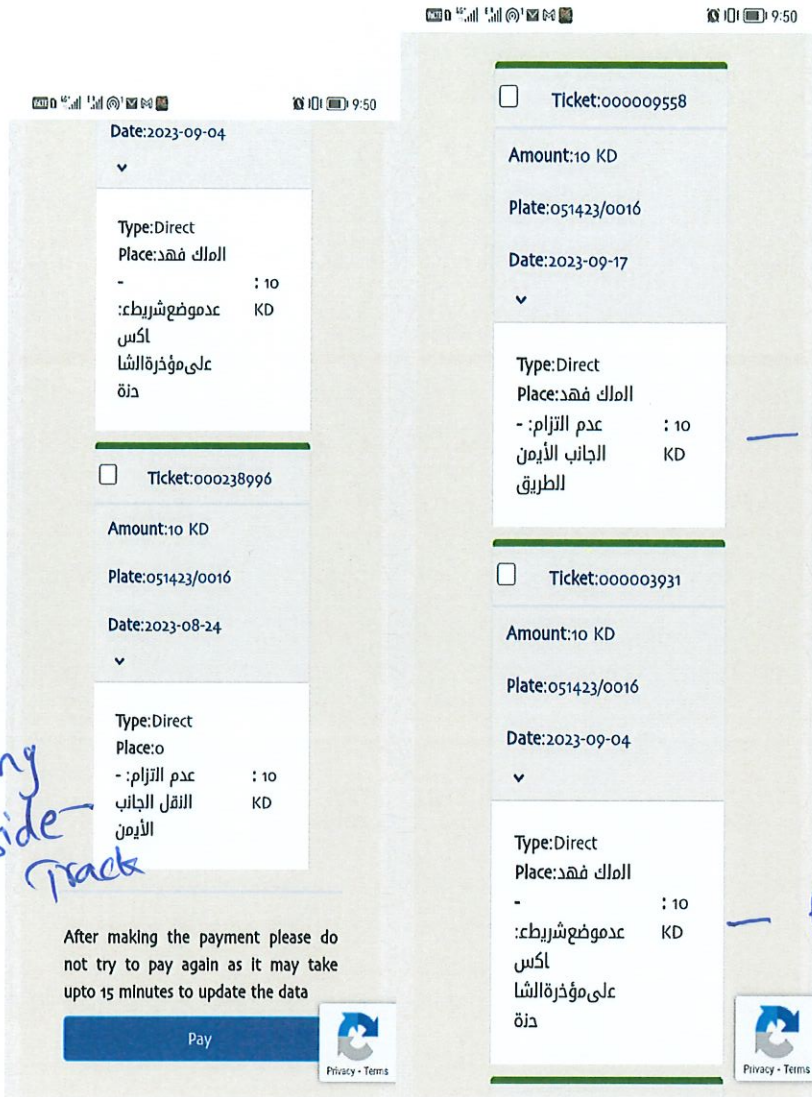 9:50
Date:2023-09-04
Type:Direct
Place:الملك فهد
- : 10
عدموضعشريطء: KD
اكس
علىمؤخرةالشا
حنة
Ticket:000238996
Amount:10 KD
Plate:051423/0016
Date:2023-08-24
Type:Direct
Place:0
- :عدم التزام : 10
النقل الجانب KD
الأيمن
ng
side
Track
After making the payment please do
not try to pay again as it may take
upto 15 minutes to update the data
Pay
Privacy - Terms
9:50
Ticket:000009558
Amount:10 KD
Plate:051423/0016
Date:2023-09-17
Type:Direct
Place:الملك فهد
- :عدم التزام : 10
الجانب الأيمن KD
للطريق
Ticket:000003931
Amount:10 KD
Plate:051423/0016
Date:2023-09-04
Type:Direct
Place:الملك فهد
- : 10
عدموضعشريطء: KD
اكس
علىمؤخرةالشا
حنة
Privacy - Terms